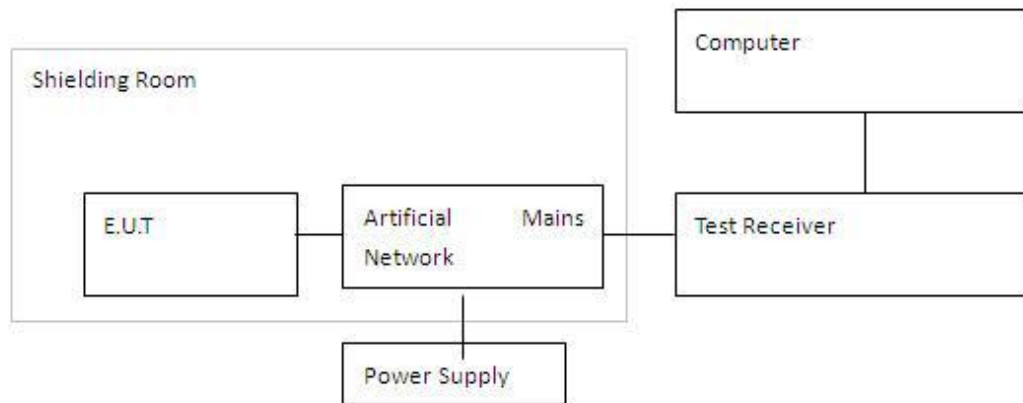 Computer
Shielding Room
E.U.T
Artificial Mains
Network
Test Receiver
Power Supply